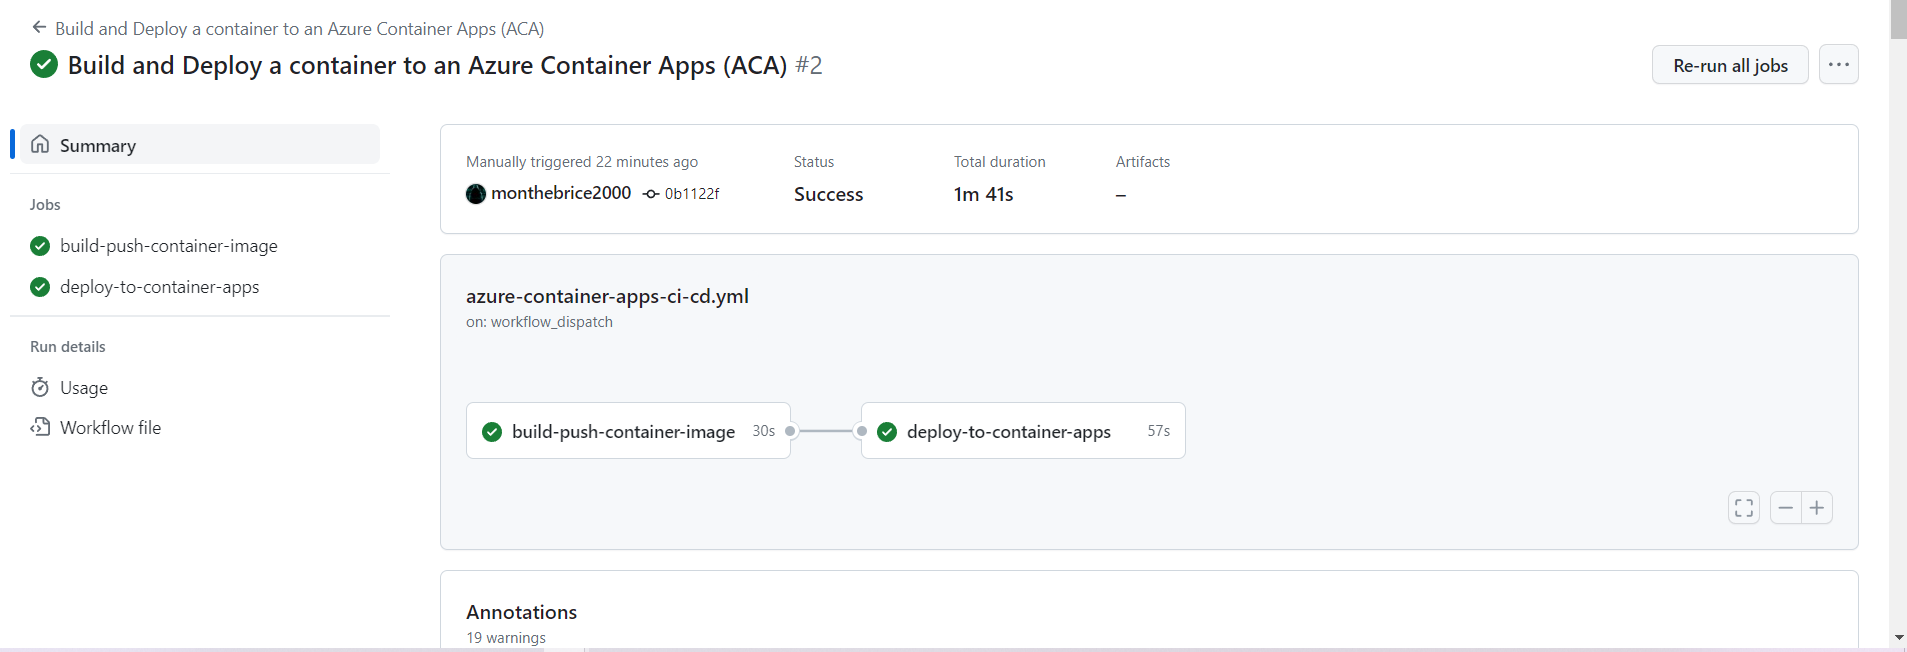 Build and Deploy a container to an Azure Container Apps (ACA)
Build and Deploy a container to an Azure Container Apps (ACA) #2
Re-run all jobs
Summary
Jobs
build-push-container-image
deploy-to-container-apps
Run details
Usage
Workflow file
Manually triggered 22 minutes ago
monthebrice2000 0b1122f
Status
Success
Total duration
1m 41s
Artifacts
–
azure-container-apps-ci-cd.yml
on: workflow_dispatch
build-push-container-image 30s
deploy-to-container-apps 57s
Annotations
19 warnings